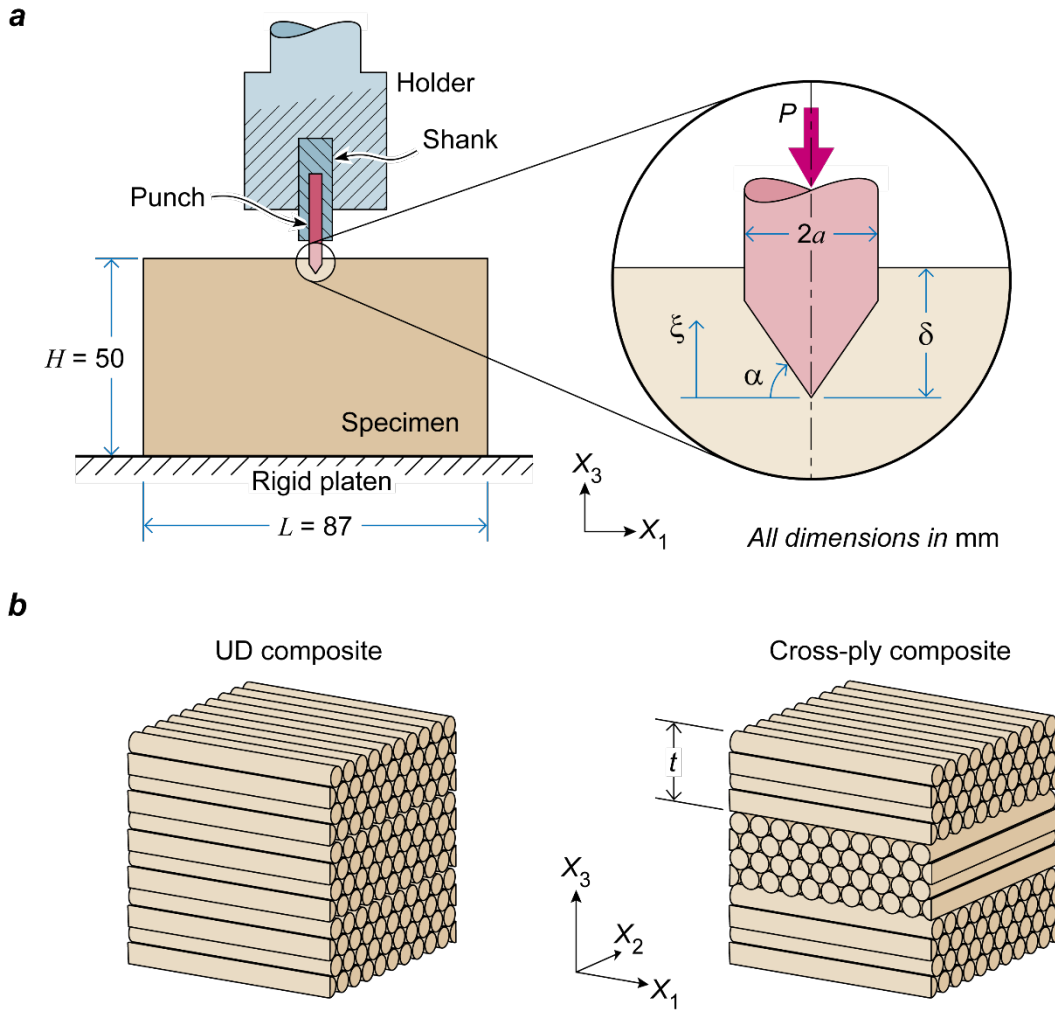 a
Holder
Shank
Punch
H = 50
Specimen
Rigid platen
L = 87
X3
X1
P
2a
ξ
δ
α
All dimensions in mm
b
UD composite
Cross-ply composite
t
X3
X2
X1